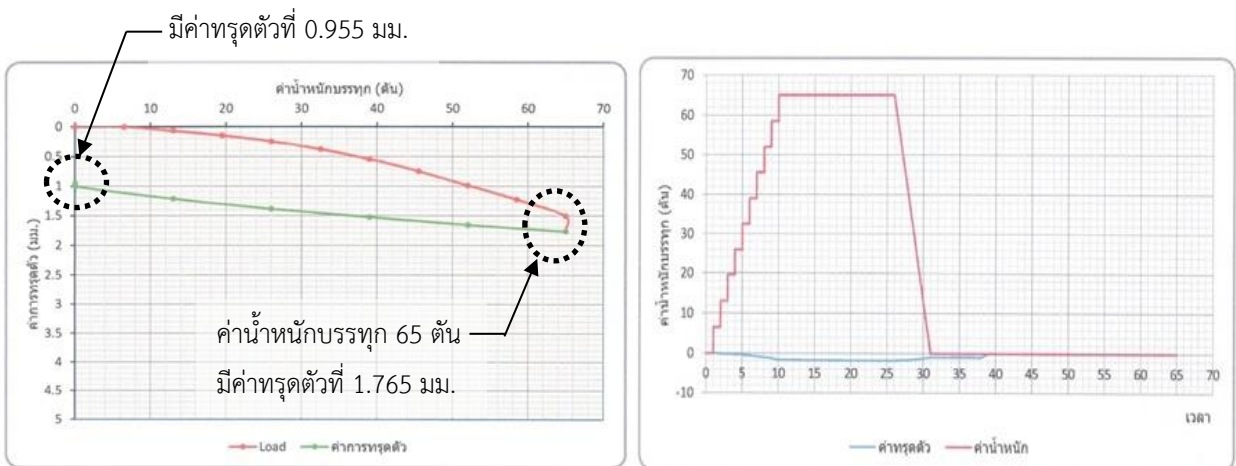 มีค่าทรุดตัวที่ 0.955 มม.
ค่าน้ำหนักบรรทุก (ตัน)
0 10 20 30 40 50 60 70
0
0.5
1
1.5
2
2.5
3
3.5
4
4.5
5
ค่าการทรุดตัว (มม.)
ค่าน้ำหนักบรรทุก 65 ตัน
มีค่าทรุดตัวที่ 1.765 มม.
Load ค่าการทรุดตัว
70
60
50
40
30
20
10
0
-10
ค่าน้ำหนักบรรทุก (ตัน)
0 5 10 15 20 25 30 35 40 45 50 55 60 65 70
เวลา
ค่าทรุดตัว ค่าน้ำหนัก